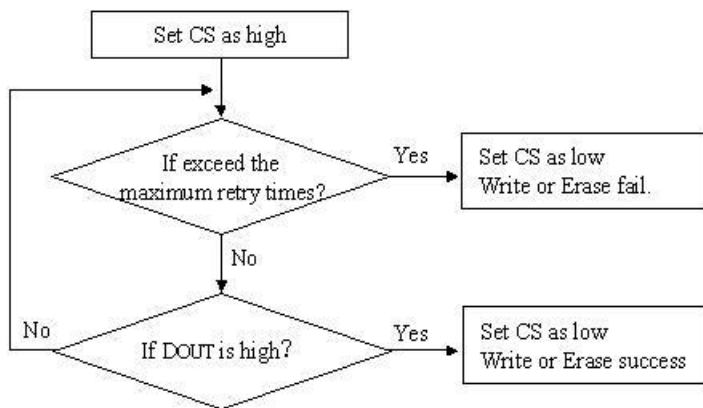 Set CS as high
If exceed the
maximum retry times?
Yes
Set CS as low
Write or Erase fail.
No
If DOUT is high?
No
Yes
Set CS as low
Write or Erase success